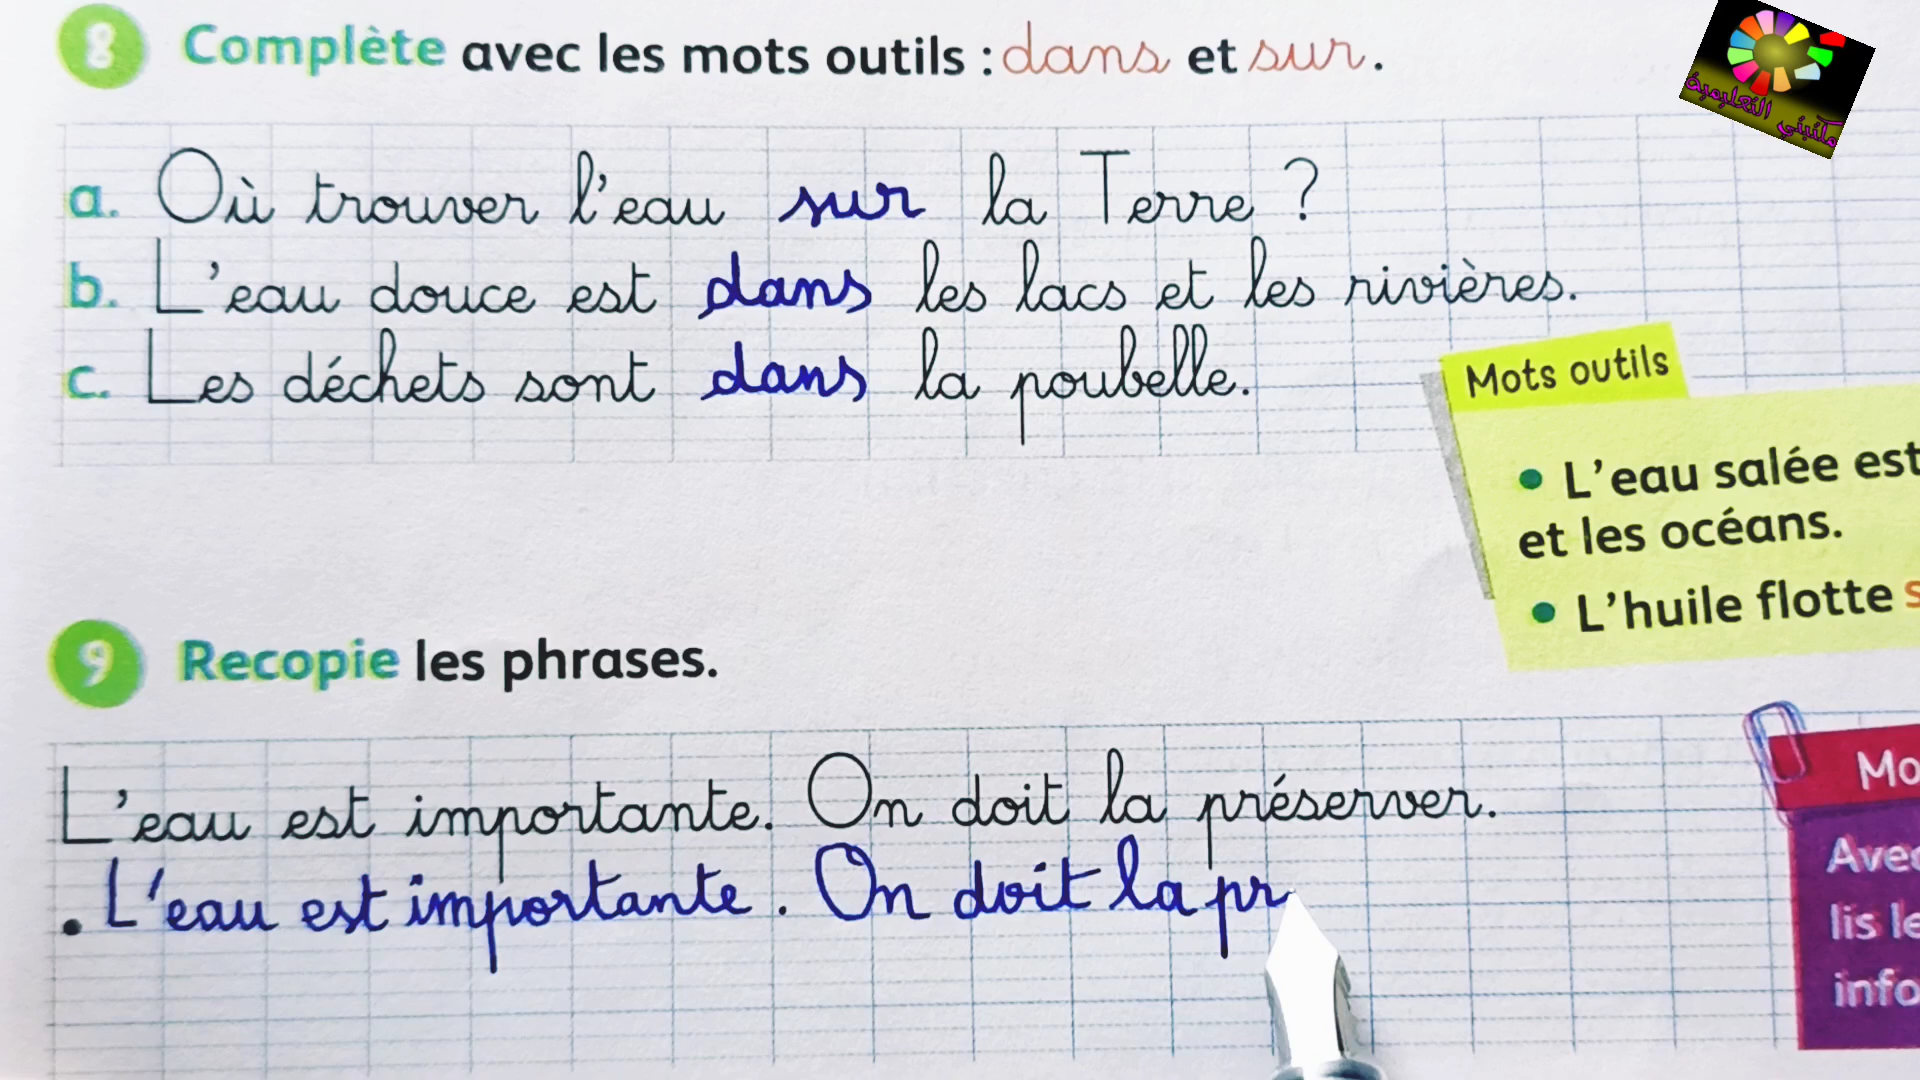 8 Complète avec les mots outils : dans et sur.
مكتبتي التعليمية
a. Où trouver l'eau sur la Terre ?
b. L'eau douce est dans les lacs et les rivières.
c. Les déchets sont dans la poubelle.
Mots outils
• L'eau salée est
et les océans.
• L'huile flotte s
9 Recopie les phrases.
L'eau est importante. On doit la préserver.
• L'eau est importante. On doit la pr
Mo
Avec
lis le
info